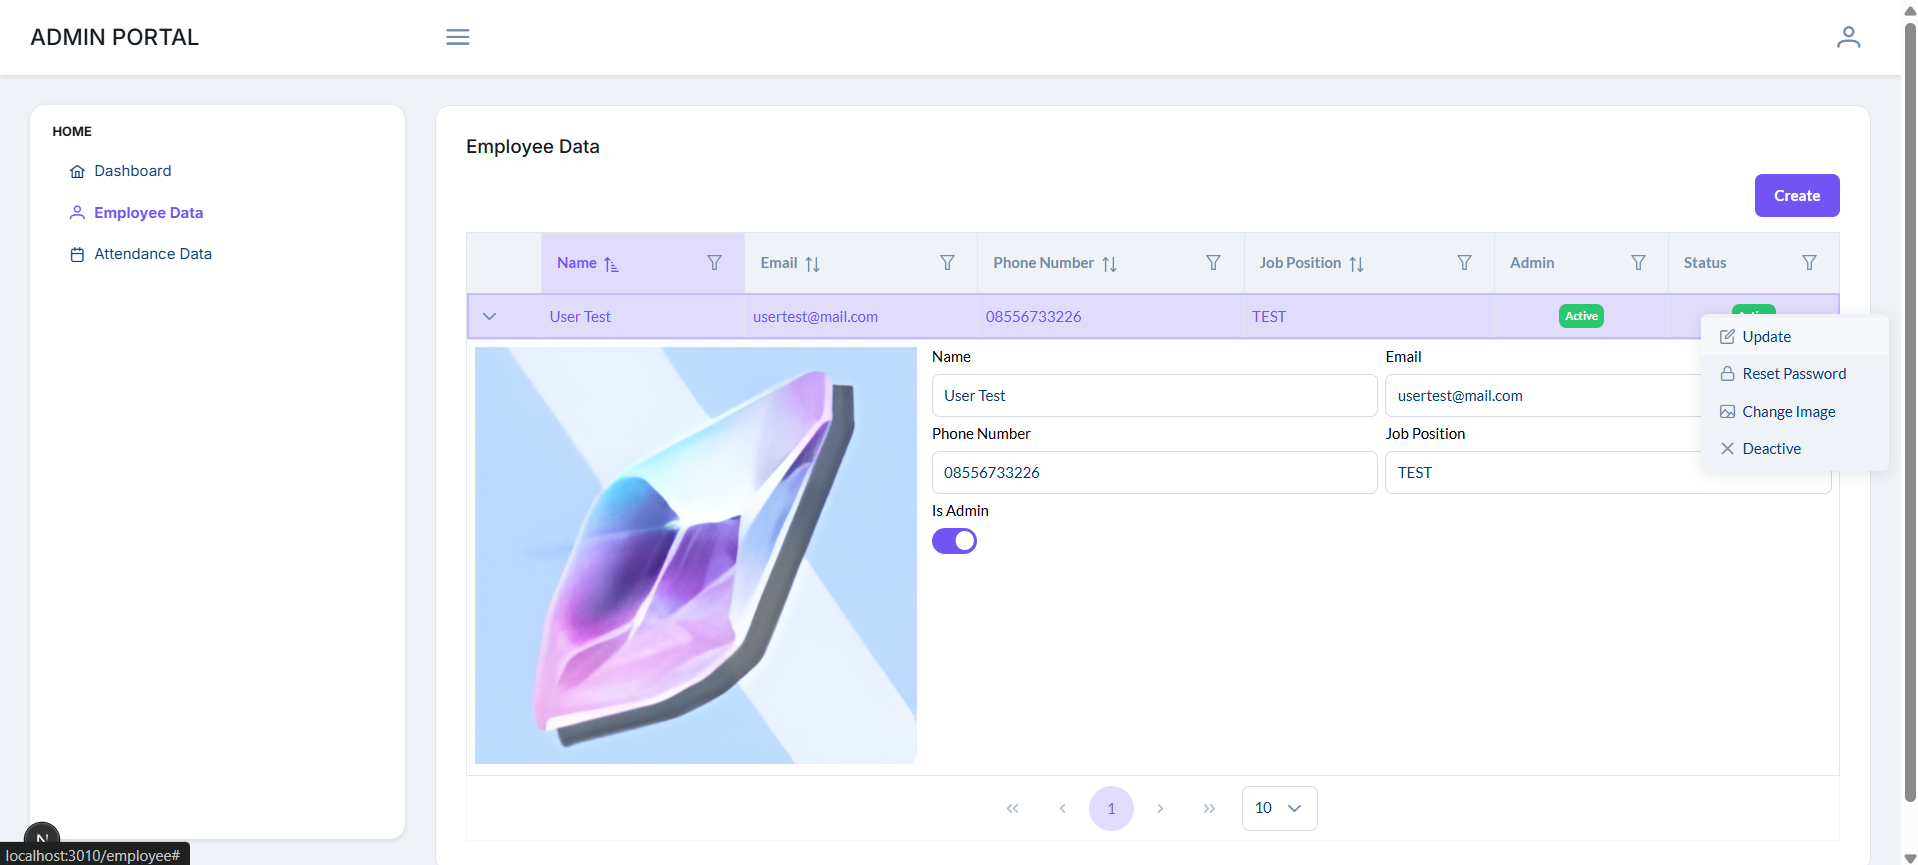 ADMIN PORTAL
HOME
Dashboard
Employee Data
Attendance Data
Employee Data
Create
Name Email Phone Number Job Position Admin Status
User Test usertest@mail.com 08556733226 TEST Active
Update
Reset Password
Change Image
Deactive
Name Email
User Test usertest@mail.com
Phone Number Job Position
08556733226 TEST
Is Admin
1 10
N
localhost:3010/employee#